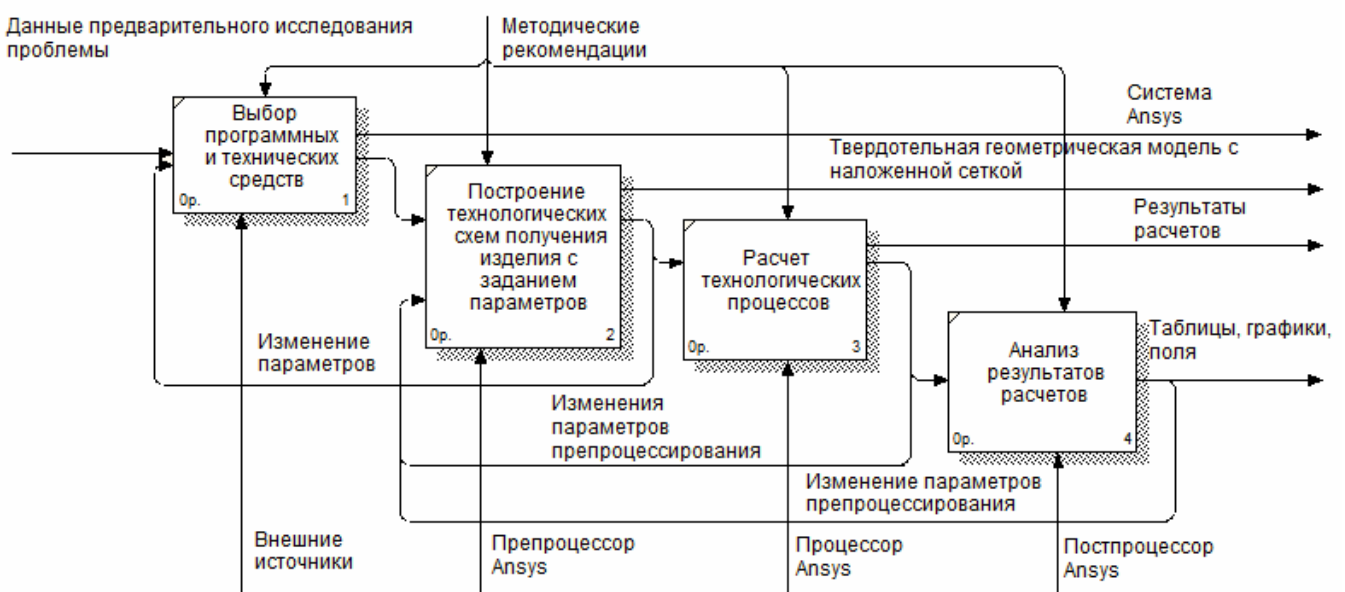 Данные предварительного исследования
проблемы
Методические
рекомендации
Система
Ansys
Выбор
программных
и технических
средств
0р. 1
Твердотельная геометрическая модель с
наложенной сеткой
Построение
технологических
схем получения
изделия с
заданием
параметров
0р. 2
Результаты
расчетов
Расчет
технологических
процессов
0р. 3
Таблицы, графики,
поля
Анализ
результатов
расчетов
0р. 4
Изменение
параметров
Изменения
параметров
препроцессирования
Изменение параметров
препроцессирования
Внешние
источники
Препроцессор
Ansys
Процессор
Ansys
Постпроцессор
Ansys